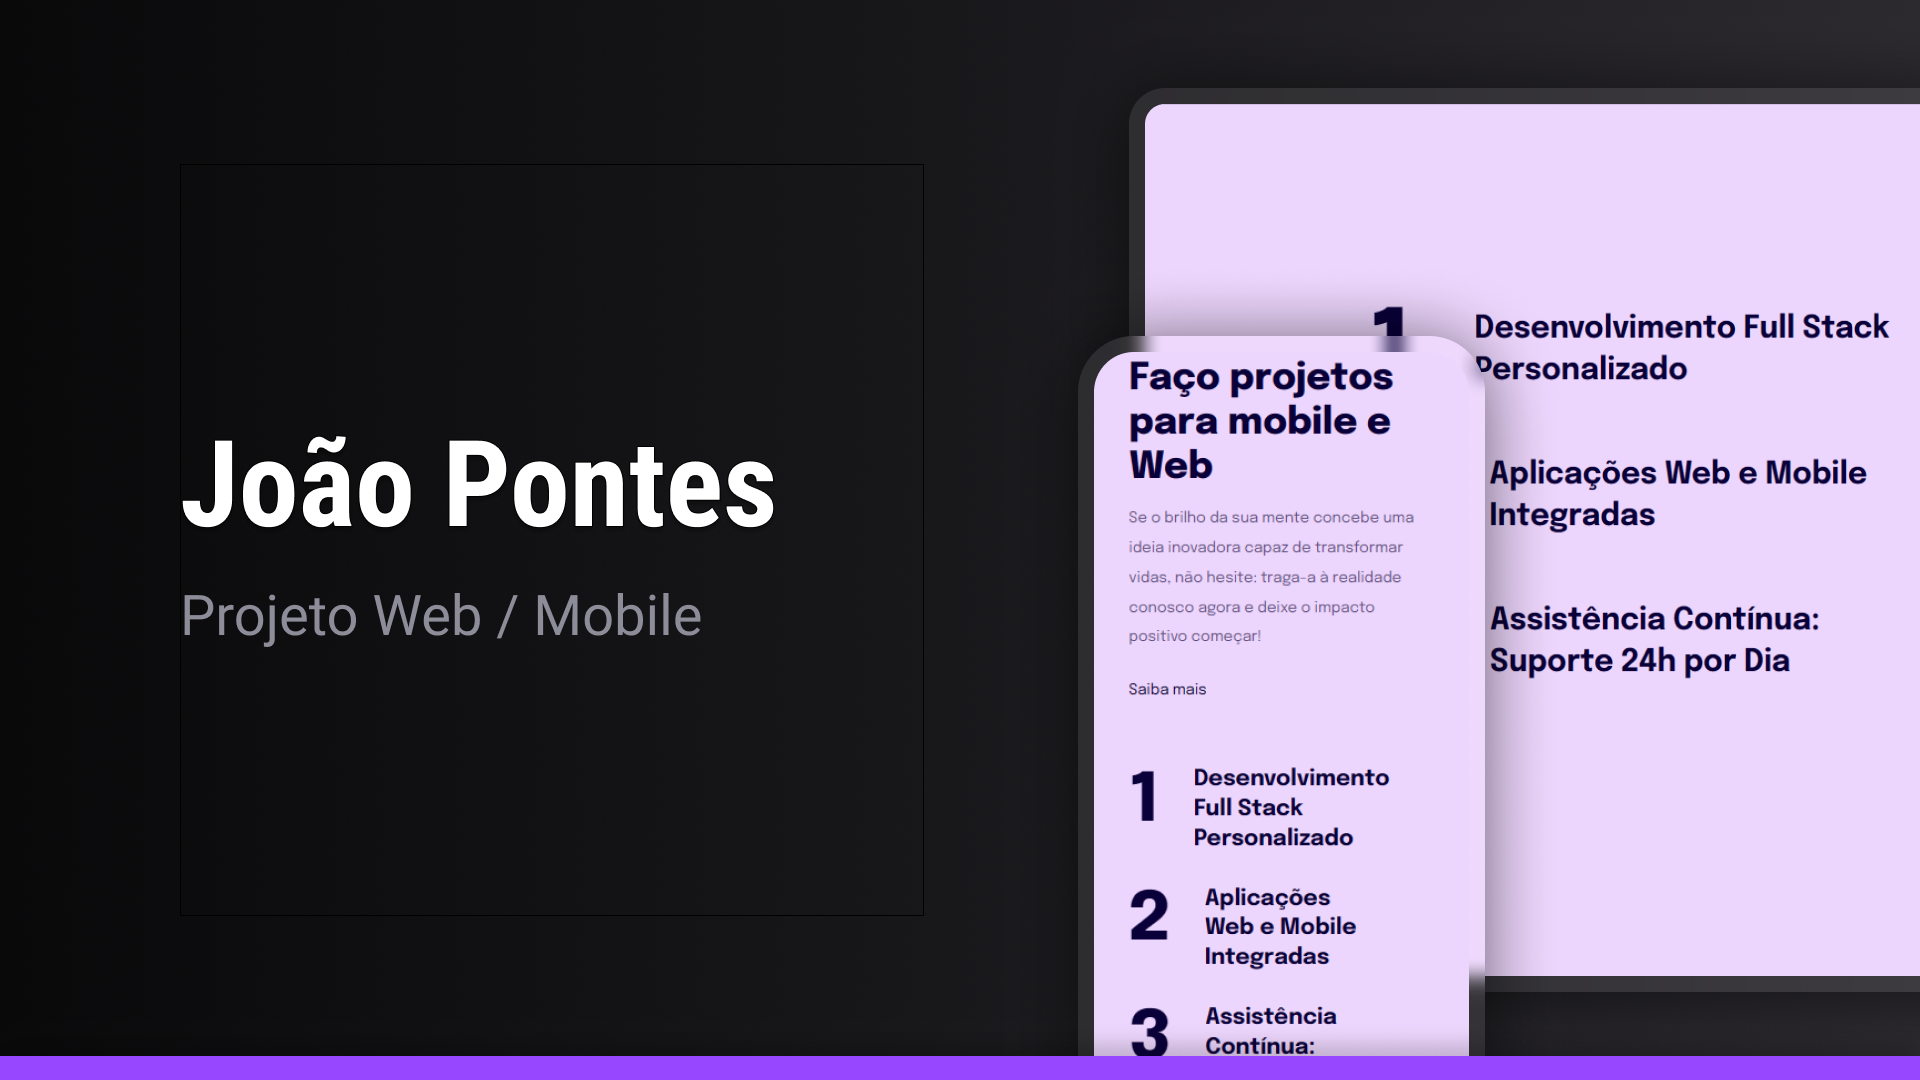 João Pontes
Projeto Web / Mobile
Faço projetos
para mobile e
Web
Se o brilho da sua mente concebe uma
ideia inovadora capaz de transformar
vidas, não hesite: traga-a à realidade
conosco agora e deixe o impacto
positivo começar!
Saiba mais
1
Desenvolvimento
Full Stack
Personalizado
2
Aplicações
Web e Mobile
Integradas
3
Assistência
Contínua:
1
Desenvolvimento Full Stack
Personalizado
Aplicações Web e Mobile
Integradas
Assistência Contínua:
Suporte 24h por Dia